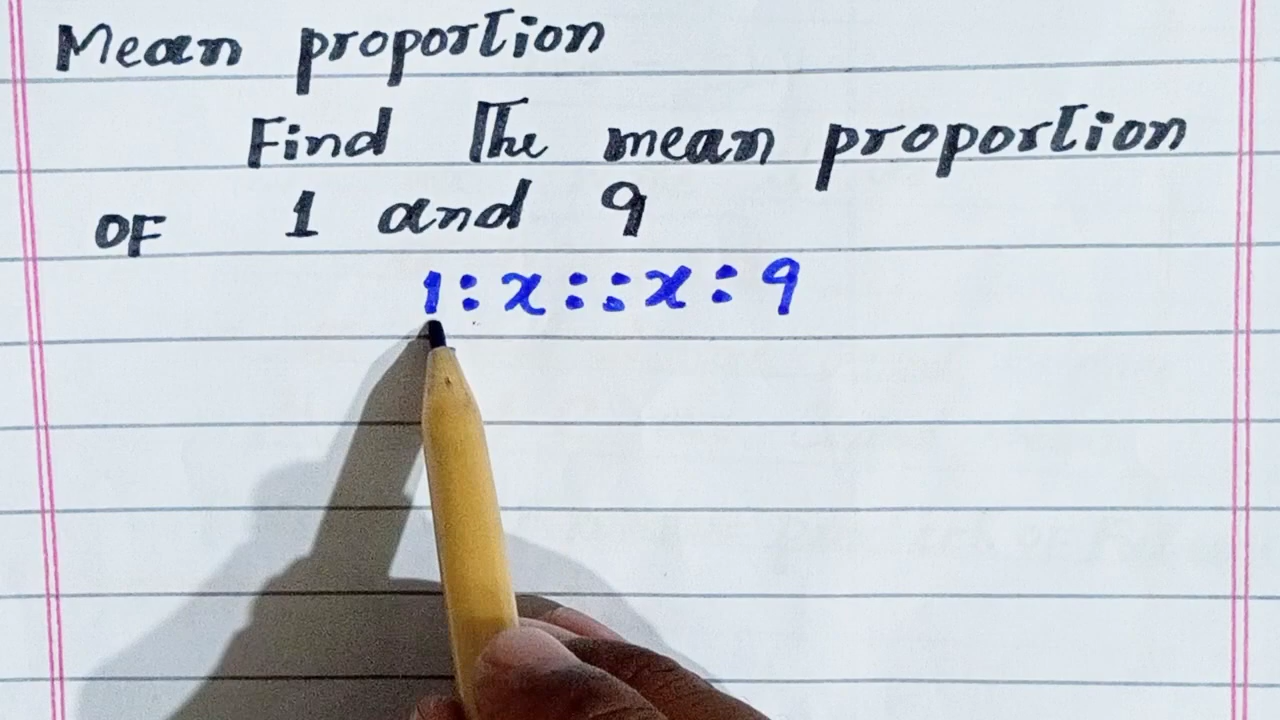 Mean proportion
Find The mean proportion
OF 1 and 9
1:x::x:9